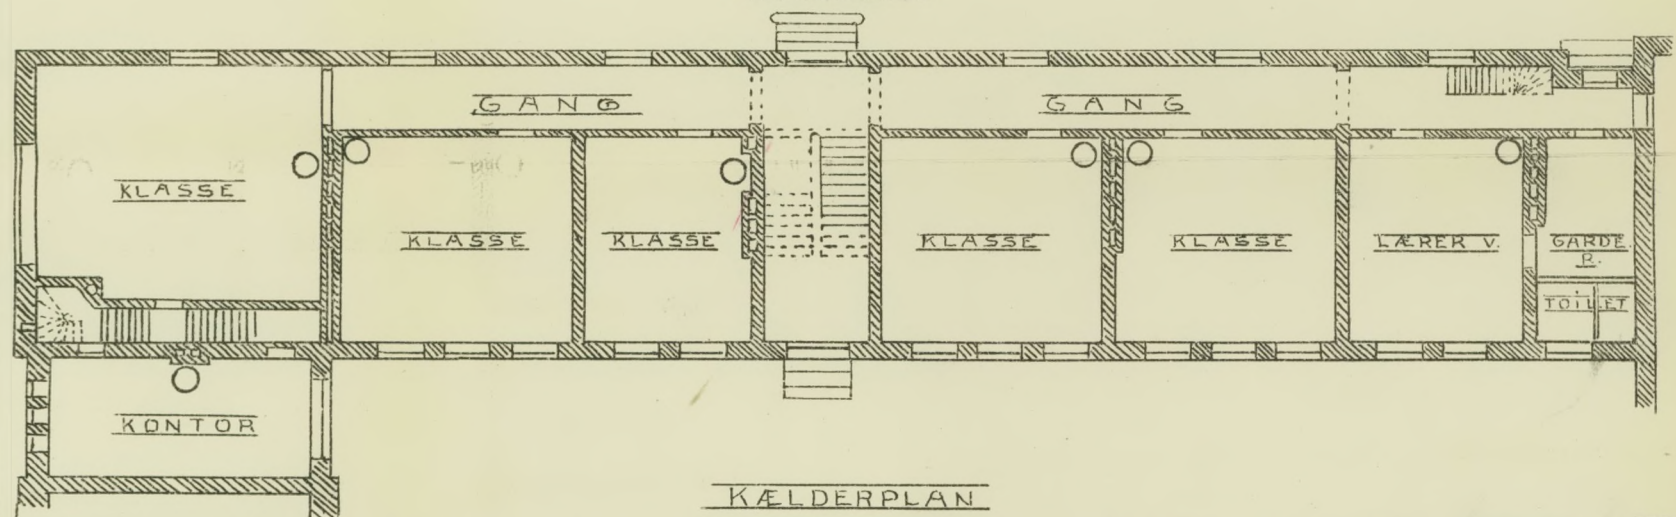 GANG
GANG
KLASSE
KLASSE
KLASSE
KLASSE
KLASSE
LÆRER V.
GARDE
R.
TOILET
KONTOR
KÆLDERPLAN